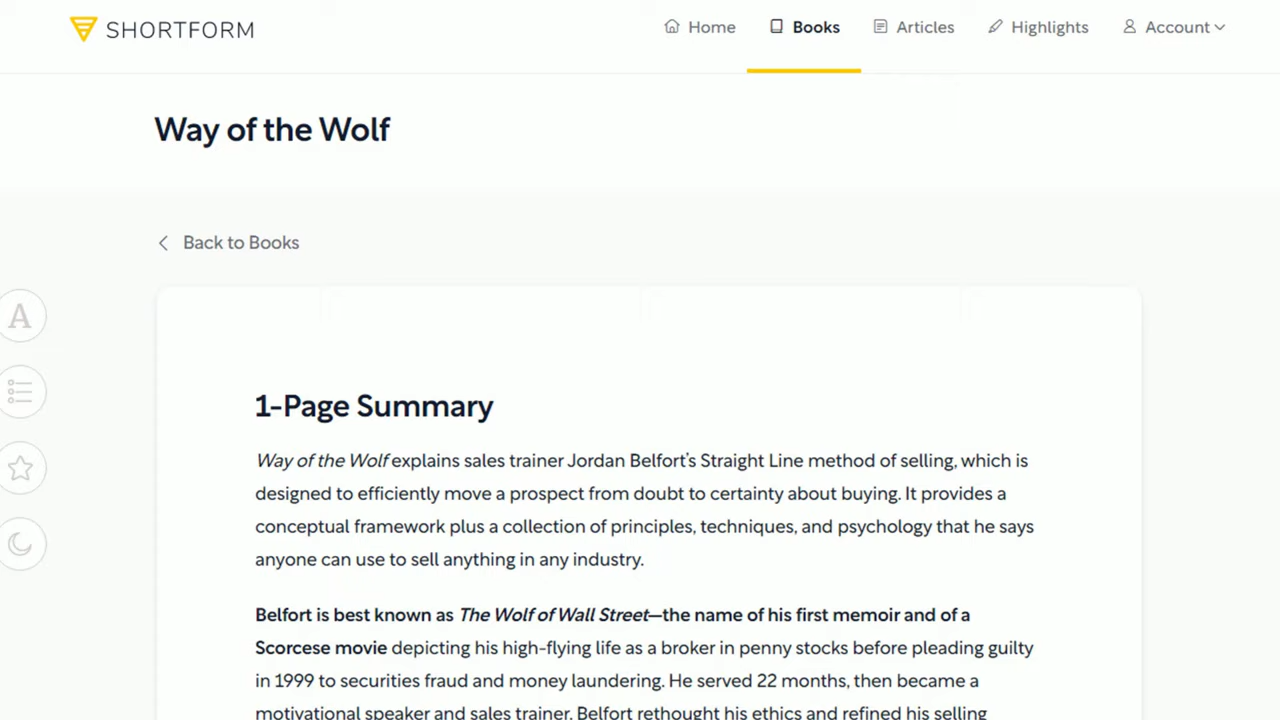 SHORTFORM
Home Books Articles Highlights Account
Way of the Wolf
Back to Books
A
1-Page Summary
Way of the Wolf explains sales trainer Jordan Belfort's Straight Line method of selling, which is
designed to efficiently move a prospect from doubt to certainty about buying. It provides a
conceptual framework plus a collection of principles, techniques, and psychology that he says
anyone can use to sell anything in any industry.
Belfort is best known as The Wolf of Wall Street—the name of his first memoir and of a
Scorcese movie depicting his high-flying life as a broker in penny stocks before pleading guilty
in 1999 to securities fraud and money laundering. He served 22 months, then became a
motivational speaker and sales trainer. Belfort rethought his ethics and refined his selling